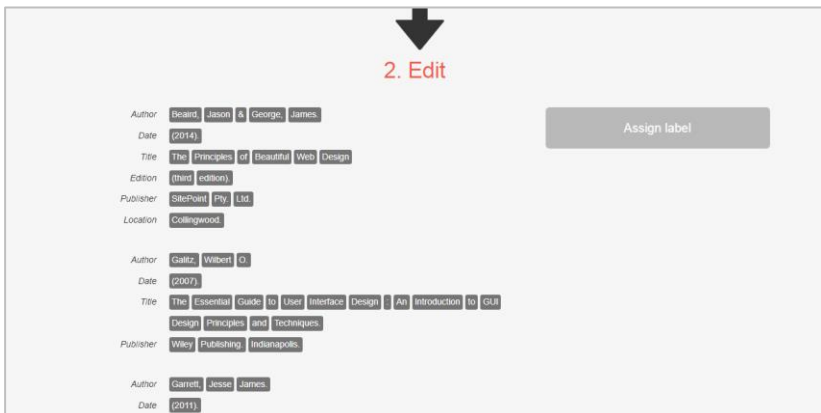 2. Edit
Assign label
Author Beaird, Jason & George, James.
Date (2014).
Title The Principles of Beautiful Web Design
Edition (third edition).
Publisher SitePoint Pty. Ltd.
Location Collingwood.
Author Galitz, Wilbert O.
Date (2007).
Title The Essential Guide to User Interface Design : An Introduction to GUI
Design Principles and Techniques.
Publisher Wiley Publishing. Indianapolis.
Author Garrett, Jesse James.
Date (2011).